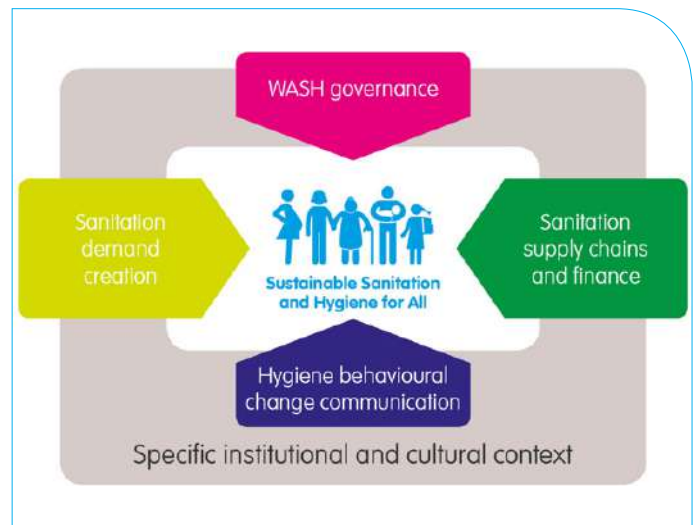 WASH governance
Sanitation
demand
creation
Sustainable Sanitation
and Hygiene for All
Sanitation
supply chains
and finance
Hygiene behavioural
change communication
Specific institutional and cultural context